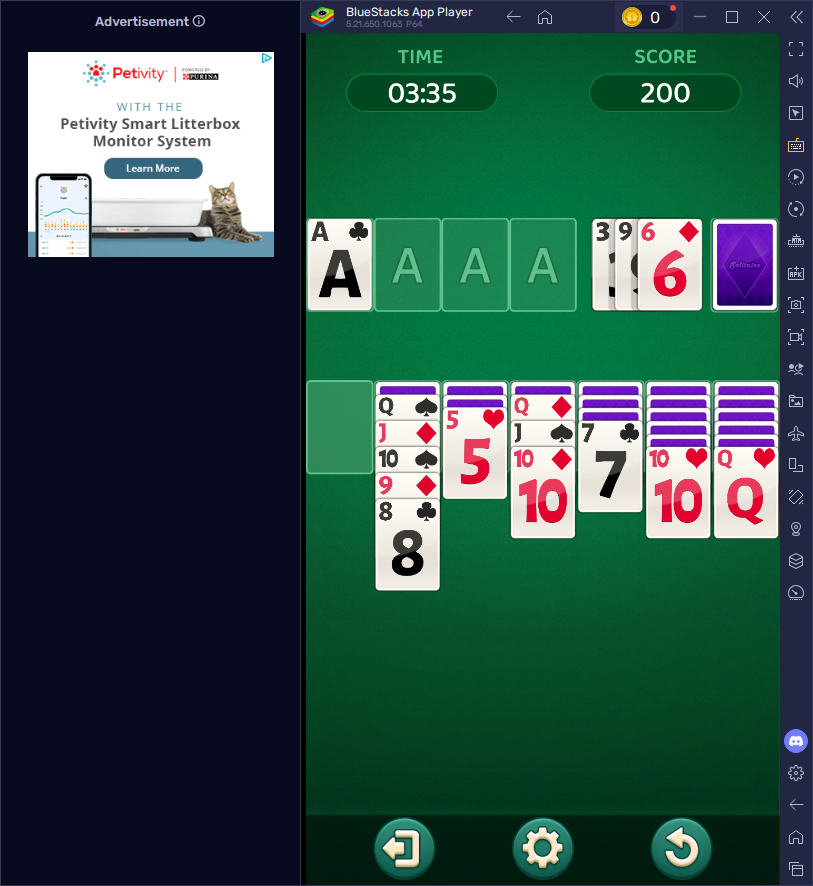 Advertisement
Petivity
POWERED BY
PURINA
WITH THE
Petivity Smart Litterbox
Monitor System
Learn More
BlueStacks App Player
5.21.650.1063 P64
0
TIME
SCORE
03:35
200
A
A
A
A
A
3
9
6
6
Solitaire
Q
J
10
9
8
8
5
5
Q
J
10
10
7
7
10
10
Q
Q
APK